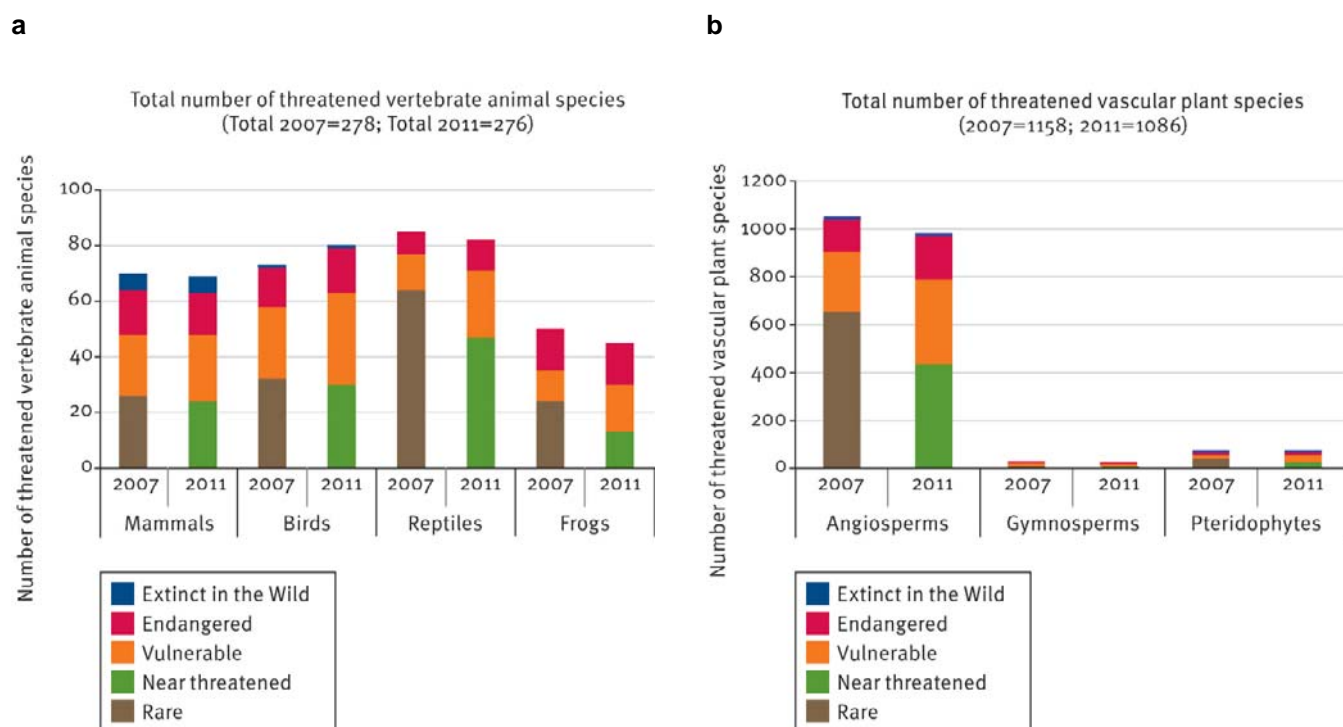 a
Total number of threatened vertebrate animal species
(Total 2007=278; Total 2011=276)
Number of threatened vertebrate animal species
100
80
60
40
20
0
2007 2011 2007 2011 2007 2011 2007 2011
Mammals Birds Reptiles Frogs
Extinct in the Wild
Endangered
Vulnerable
Near threatened
Rare
b
Total number of threatened vascular plant species
(2007=1158; 2011=1086)
Number of threatened vascular plant species
1200
1000
800
600
400
200
0
2007 2011 2007 2011 2007 2011
Angiosperms Gymnosperms Pteridophytes
Extinct in the Wild
Endangered
Vulnerable
Near threatened
Rare